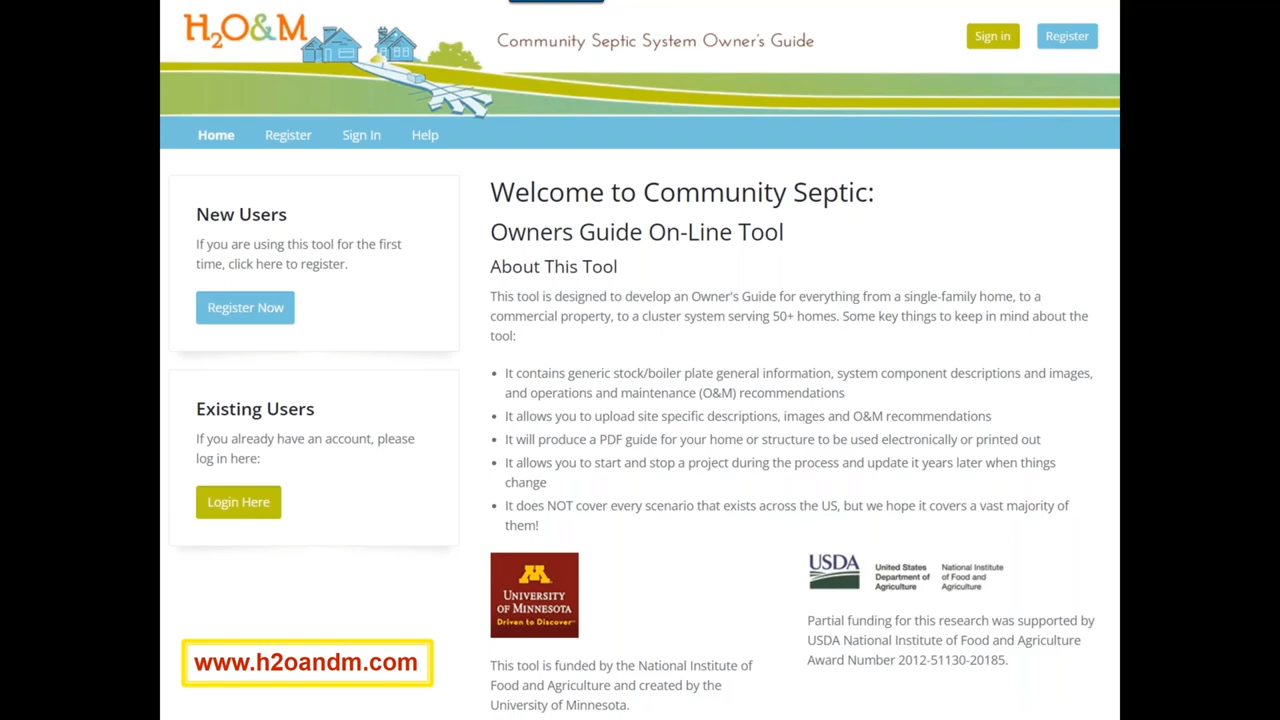 H2O&M
Community Septic System Owner's Guide
Sign in
Register
Home
Register
Sign In
Help
New Users
If you are using this tool for the first
time, click here to register.
Register Now
Existing Users
If you already have an account, please
log in here:
Login Here
www.h2oandm.com
Welcome to Community Septic:
Owners Guide On-Line Tool
About This Tool
This tool is designed to develop an Owner's Guide for everything from a single-family home, to a
commercial property, to a cluster system serving 50+ homes. Some key things to keep in mind about the
tool:
• It contains generic stock/boiler plate general information, system component descriptions and images,
and operations and maintenance (O&M) recommendations
• It allows you to upload site specific descriptions, images and O&M recommendations
• It will produce a PDF guide for your home or structure to be used electronically or printed out
• It allows you to start and stop a project during the process and update it years later when things
change
• It does NOT cover every scenario that exists across the US, but we hope it covers a vast majority of
them!
M
UNIVERSITY
OF MINNESOTA
Driven to Discover℠
This tool is funded by the National Institute of
Food and Agriculture and created by the
University of Minnesota.
USDA
United States
Department of
Agriculture
National Institute
of Food and
Agriculture
Partial funding for this research was supported by
USDA National Institute of Food and Agriculture
Award Number 2012-51130-20185.